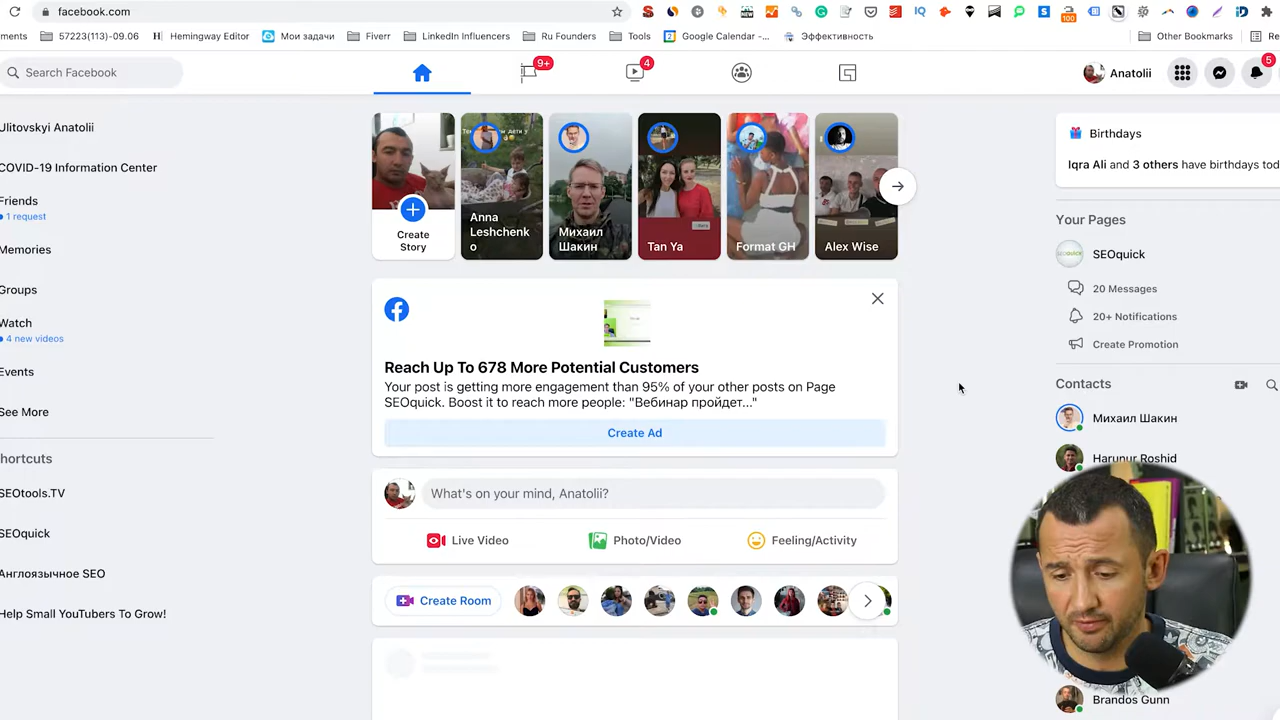 facebook.com
ments
57223(113)-09.06
Hemingway Editor
Мои задачи
Fiverr
LinkedIn Influencers
Ru Founders
Tools
Google Calendar -...
Эффективность
Other Bookmarks
Re
Search Facebook
9+
4
Anatolii
5
Ulitovskyi Anatolii
COVID-19 Information Center
Friends
1 request
Memories
Groups
Watch
4 new videos
Events
See More
hortcuts
SEOtools.TV
SEOquick
Англоязычное SEO
Help Small YouTubers To Grow!
Create
Story
Anna
Leshchenk
o
Михаил
Шакин
Tan Ya
Format GH
Alex Wise
Reach Up To 678 More Potential Customers
Your post is getting more engagement than 95% of your other posts on Page
SEOquick. Boost it to reach more people: "Вебинар пройдет..."
Create Ad
What's on your mind, Anatolii?
Live Video
Photo/Video
Feeling/Activity
Create Room
Birthdays
Iqra Ali and 3 others have birthdays tod
Your Pages
SEOquick
20 Messages
20+ Notifications
Create Promotion
Contacts
Михаил Шакин
Harunur Roshid
Brandos Gunn